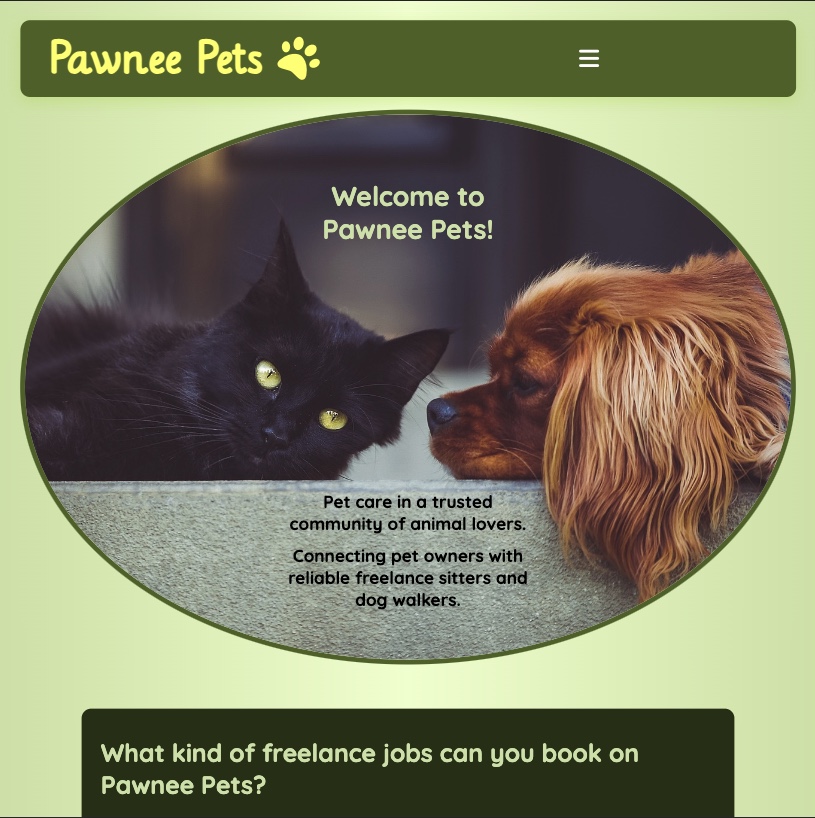 Pawnee Pets
Welcome to
Pawnee Pets!
Pet care in a trusted
community of animal lovers.
Connecting pet owners with
reliable freelance sitters and
dog walkers.
What kind of freelance jobs can you book on
Pawnee Pets?